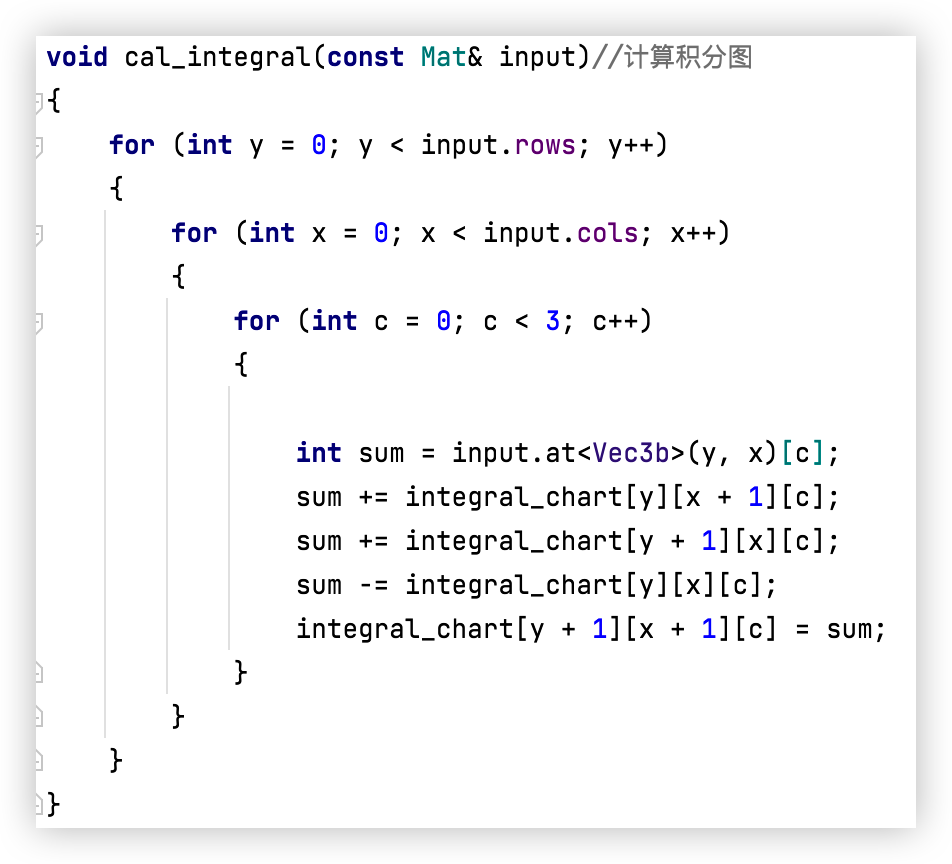 void cal_integral(const Mat& input)//计算积分图
{
    for (int y = 0; y < input.rows; y++)
    {
        for (int x = 0; x < input.cols; x++)
        {
            for (int c = 0; c < 3; c++)
            {
                int sum = input.at<Vec3b>(y, x)[c];
                sum += integral_chart[y][x + 1][c];
                sum += integral_chart[y + 1][x][c];
                sum -= integral_chart[y][x][c];
                integral_chart[y + 1][x + 1][c] = sum;
            }
        }
    }
}